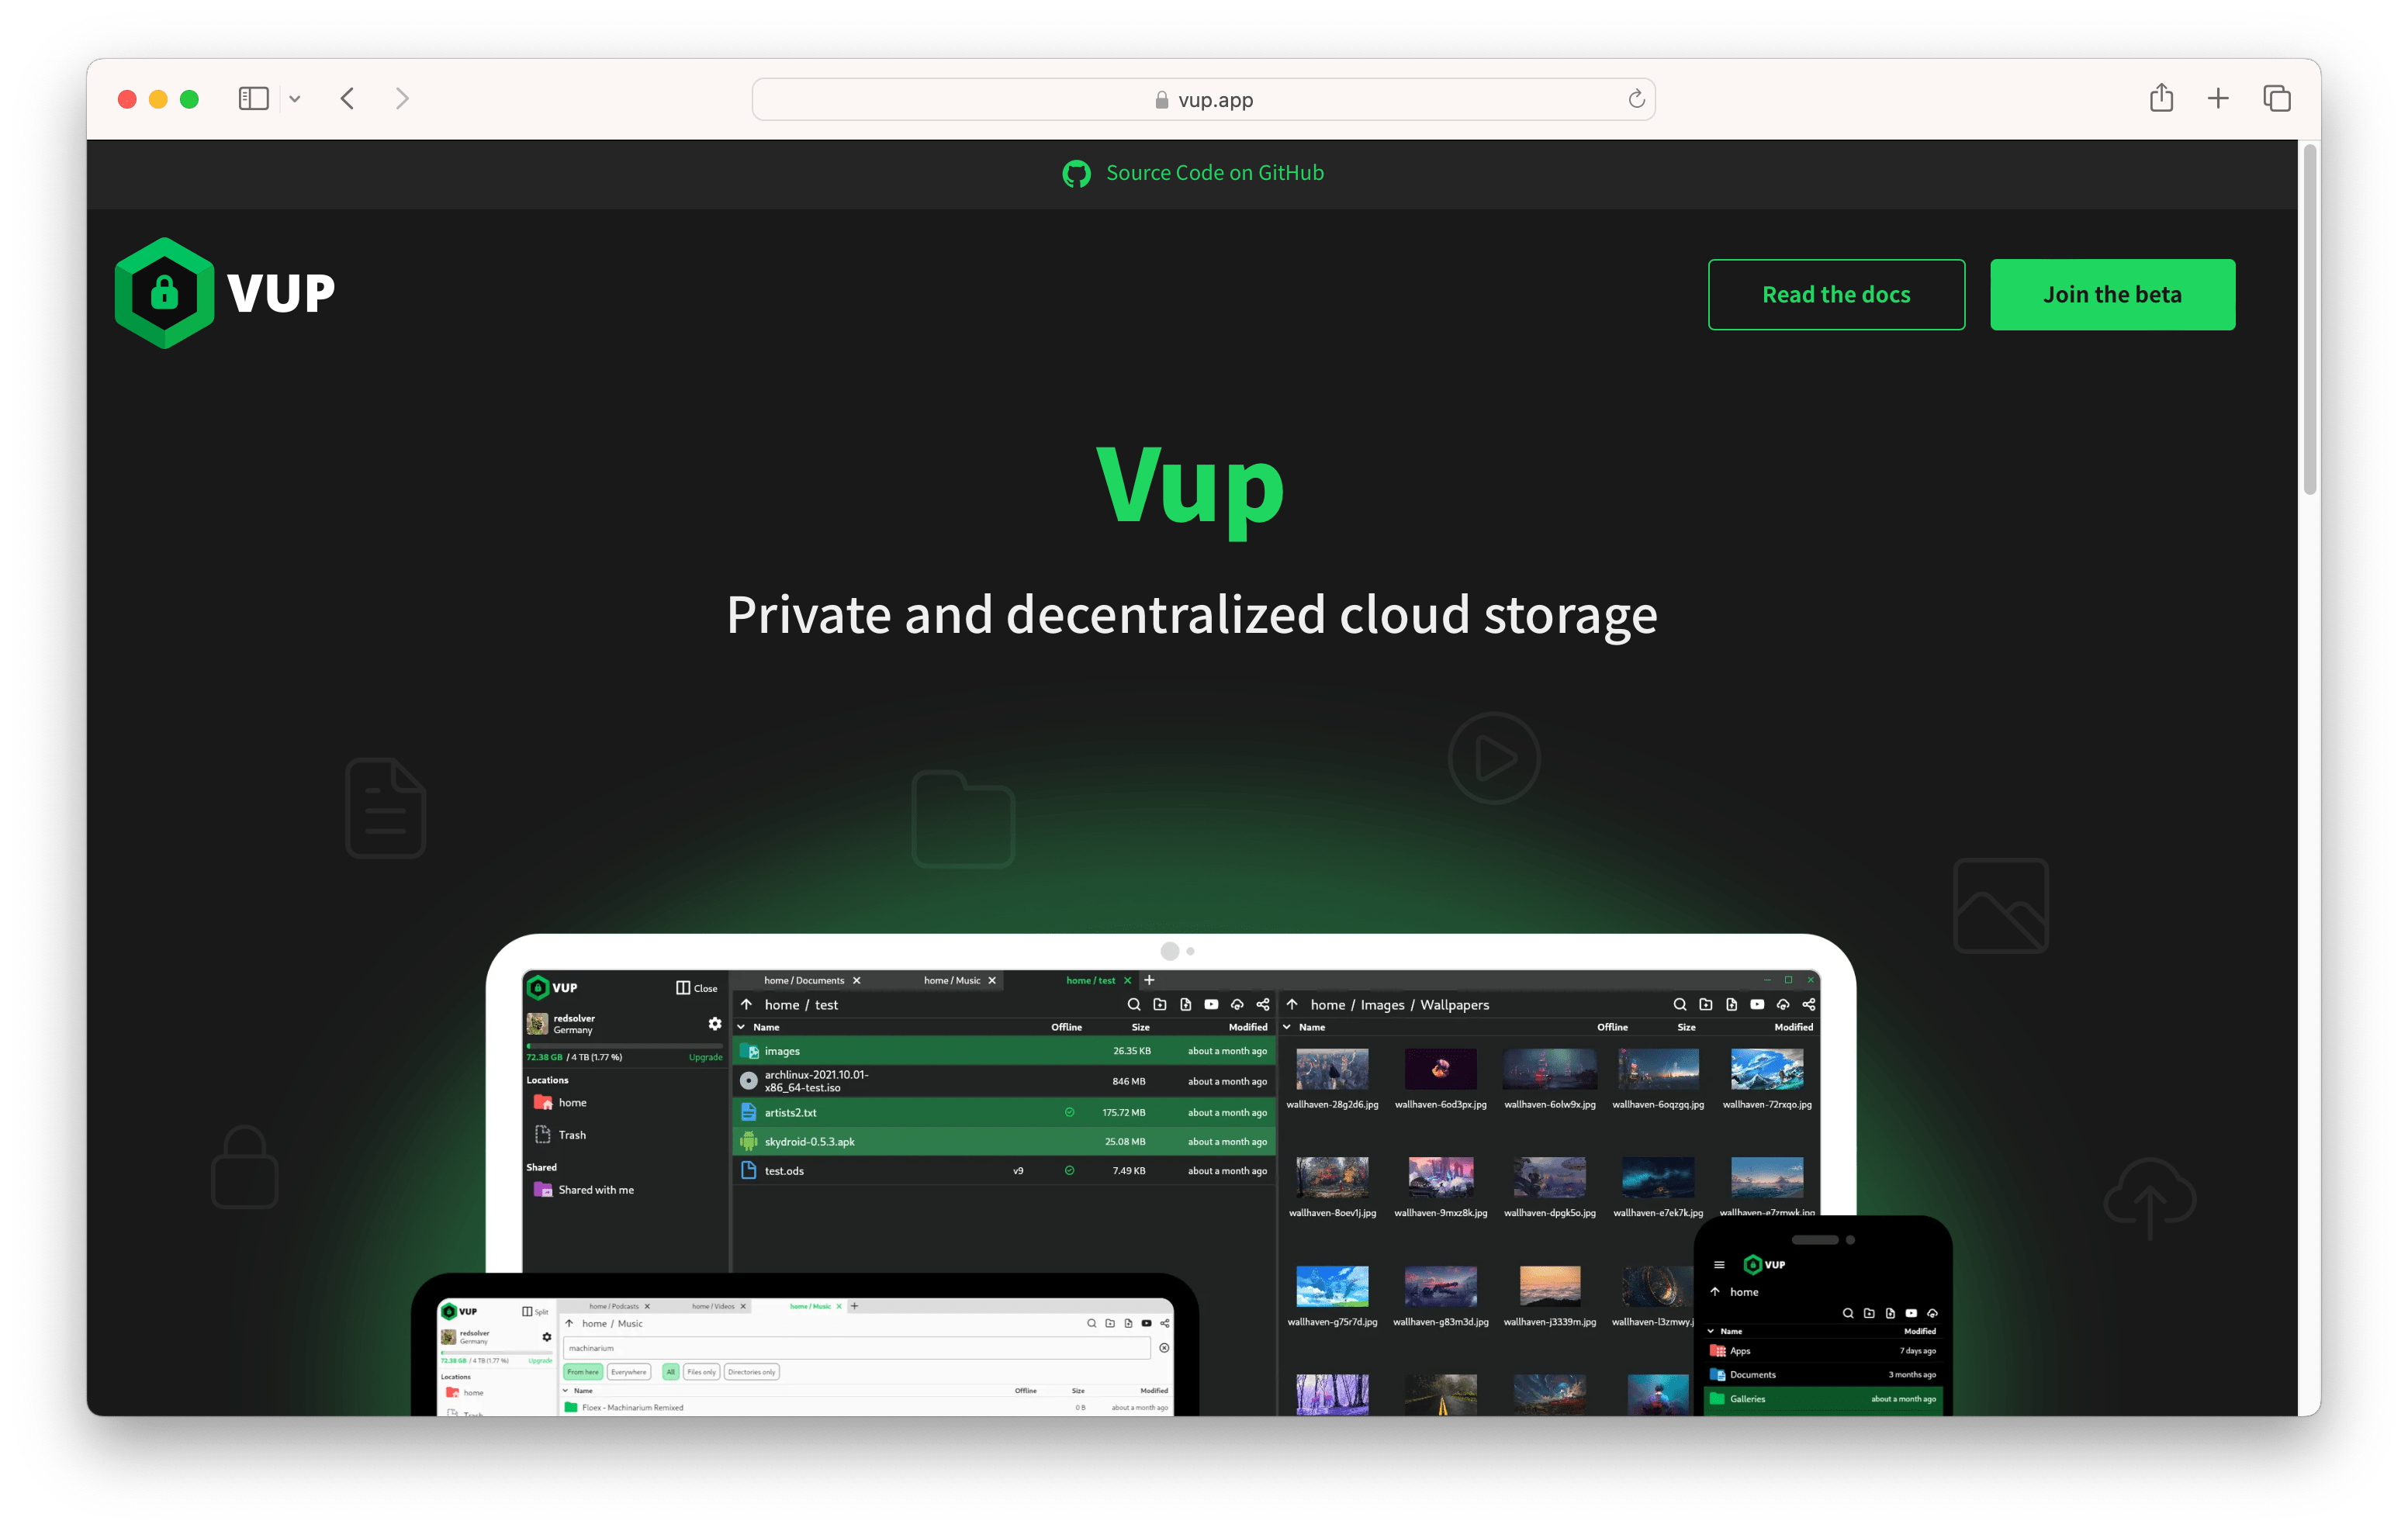 vup.app
Source Code on GitHub
VUP
Read the docs
Join the beta
Vup
Private and decentralized cloud storage
VUP
Close
home / Documents
home / Music
home / test
redsolver
Germany
72.38 GB / 4 TB (1.77 %)
Upgrade
Locations
home
Trash
Shared
Shared with me
home / test
Name Offline Size Modified
images 26.35 KB about a month ago
archlinux-2021.10.01-
x86_64-test.iso 846 MB about a month ago
artists2.txt 175.72 MB about a month ago
skydroid-0.5.3.apk 25.08 MB about a month ago
test.ods v9 7.49 KB about a month ago
home / Images / Wallpapers
Name Offline Size Modified
wallhaven-28g2d6.jpg wallhaven-6od3px.jpg wallhaven-6olw9x.jpg wallhaven-6oqzgq.jpg wallhaven-72rxqo.jpg
wallhaven-8oev1j.jpg wallhaven-9mxz8k.jpg wallhaven-dpgk5o.jpg wallhaven-e7ek7k.jpg wallhaven-e7zmwk.jpg
wallhaven-g75r7d.jpg wallhaven-g83m3d.jpg wallhaven-j3339m.jpg wallhaven-l3zmwy.j
VUP
Split
home / Podcasts
home / Videos
home / Music
redsolver
Germany
72.38 GB / 4 TB (1.77 %)
Upgrade
Locations
home
Trash
home / Music
machinarium
From here Everywhere All Files only Directories only
Name Offline Size Modified
Floex - Machinarium Remixed 0 B about a month ago
VUP
home
Name Modified
Apps 7 days ago
Documents 3 months ago
Galleries about a month ago